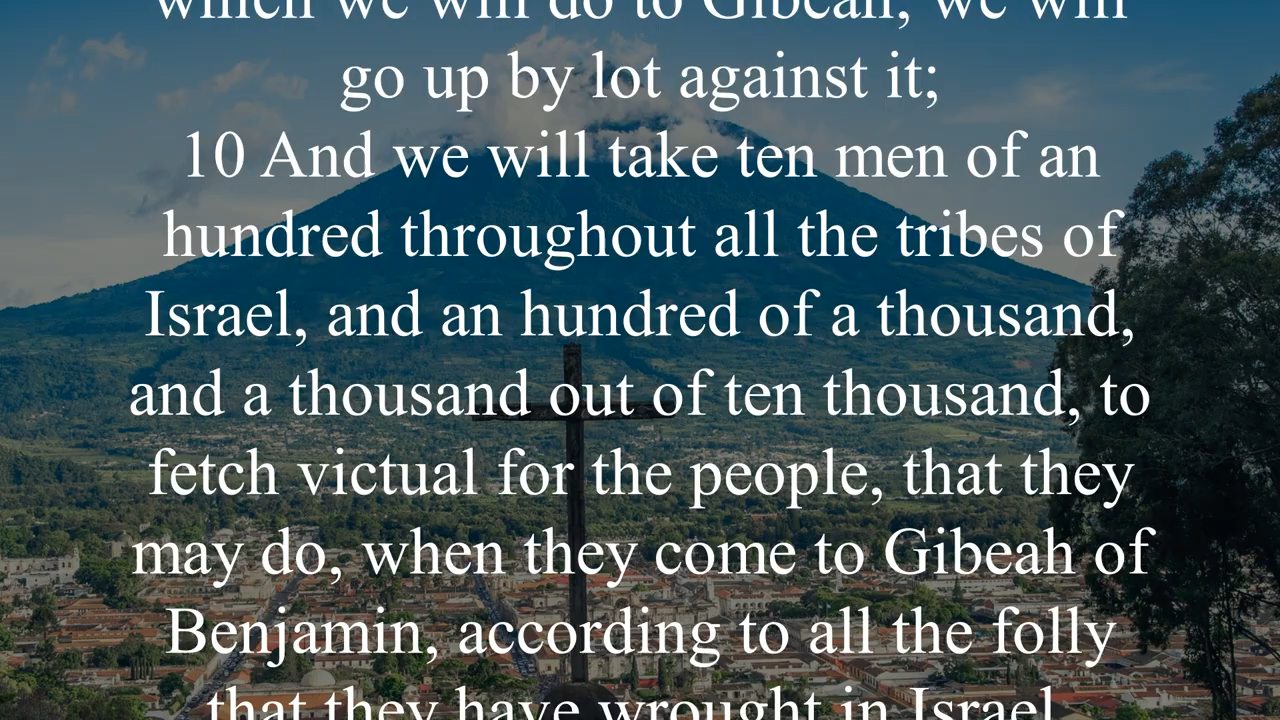 which we will do to Gibeah; we will
go up by lot against it;
10 And we will take ten men of an
hundred throughout all the tribes of
Israel, and an hundred of a thousand,
and a thousand out of ten thousand, to
fetch victual for the people, that they
may do, when they come to Gibeah of
Benjamin, according to all the folly
that they have wrought in Israel